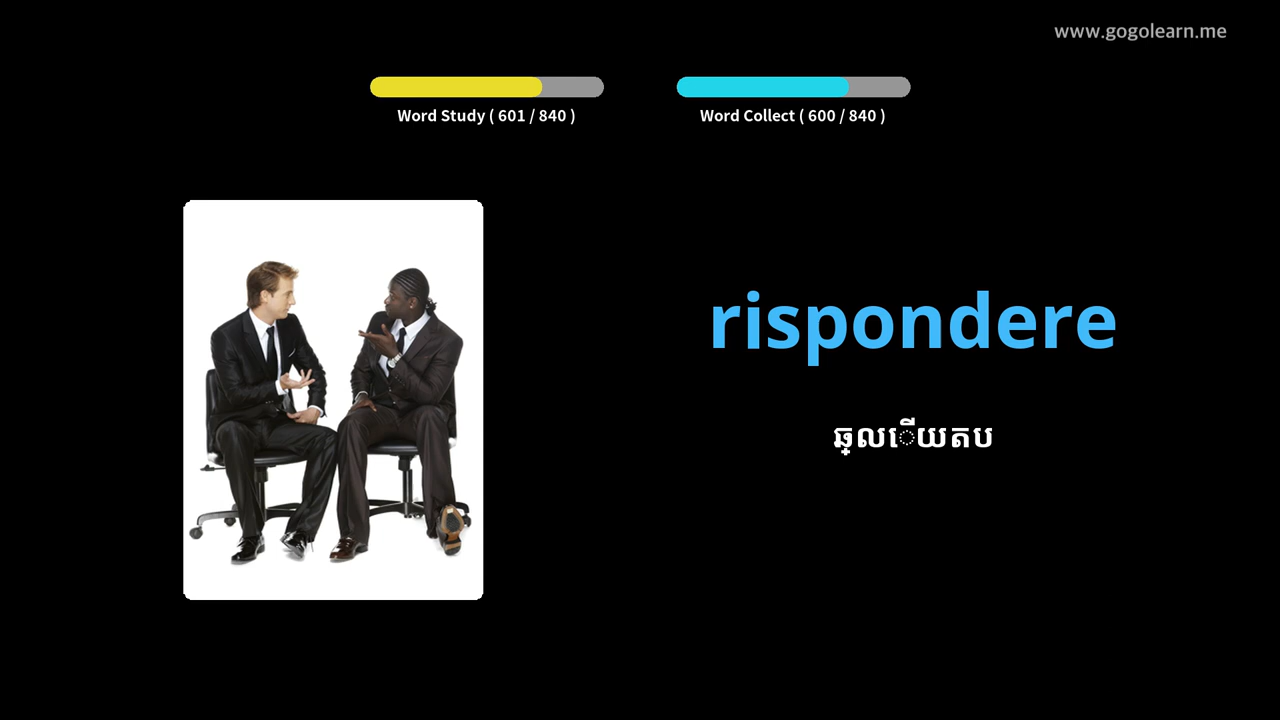 www.gogolearn.me
Word Study ( 601 / 840 )
Word Collect ( 600 / 840 )
rispondere
ឆ្លើយតប